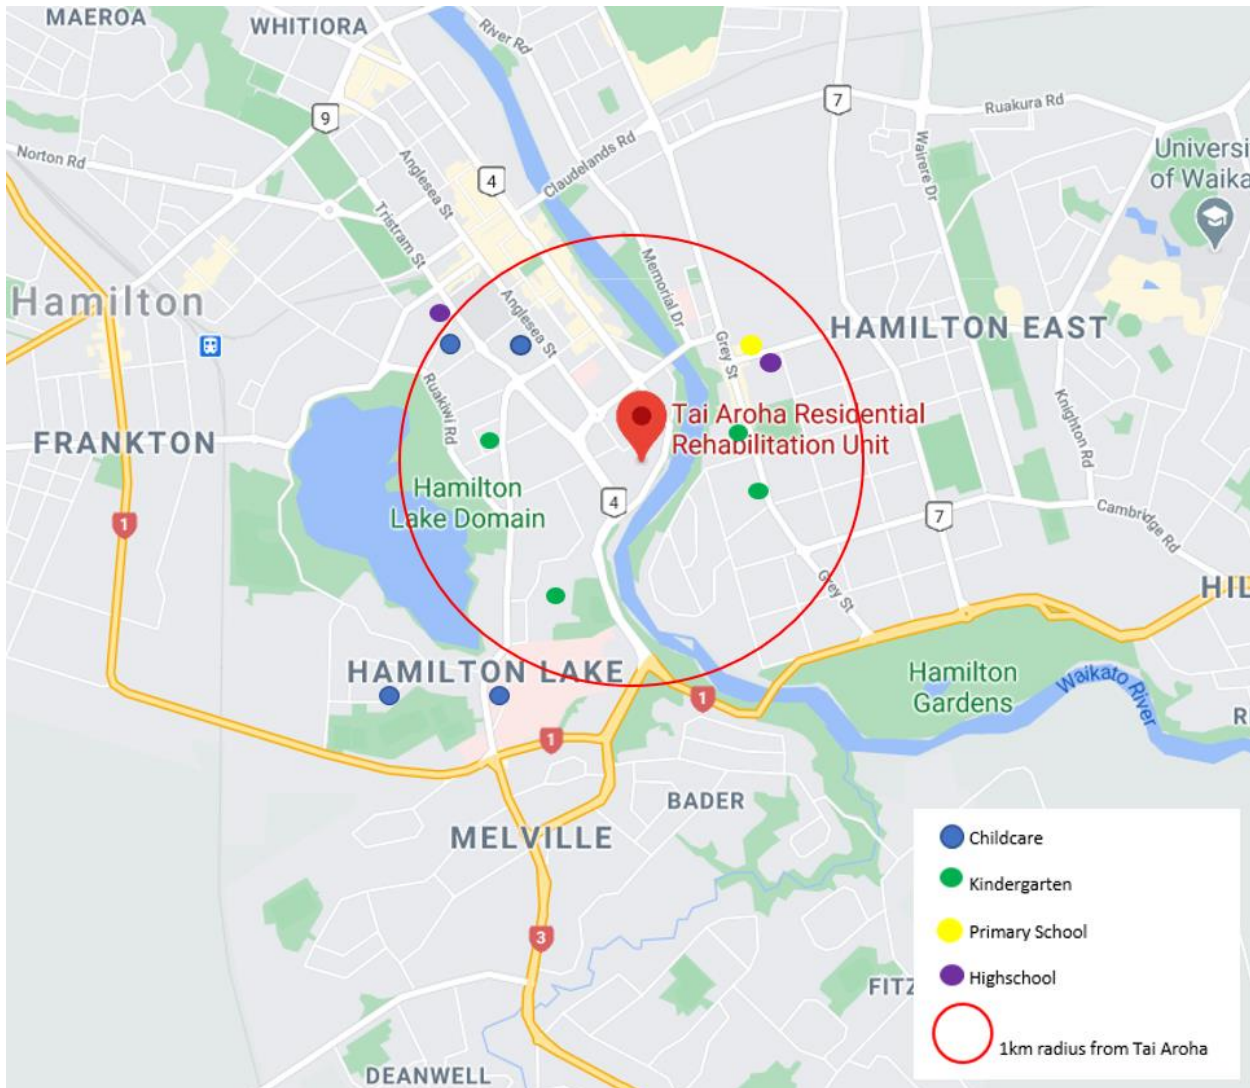 MAEROA
WHITIORA
River Rd
7
Ruakura Rd
9
Norton Rd
Claudelands Rd
Wairere Dr
Universi
of Waika
Anglesea St
4
Tristram St
Memorial Dr
Hamilton
Anglesea St
Grey St
HAMILTON EAST
Ruakiwi Rd
Knighton Rd
Tai Aroha Residential
Rehabilitation Unit
FRANKTON
Hamilton
Lake Domain
4
1
7
Cambridge Rd
Grey St
HIL
HAMILTON LAKE
Hamilton
Gardens
Waikato River
1
R
1
BADER
MELVILLE
3
FITZ
DEANWELL
Childcare
Kindergarten
Primary School
Highschool
1km radius from Tai Aroha